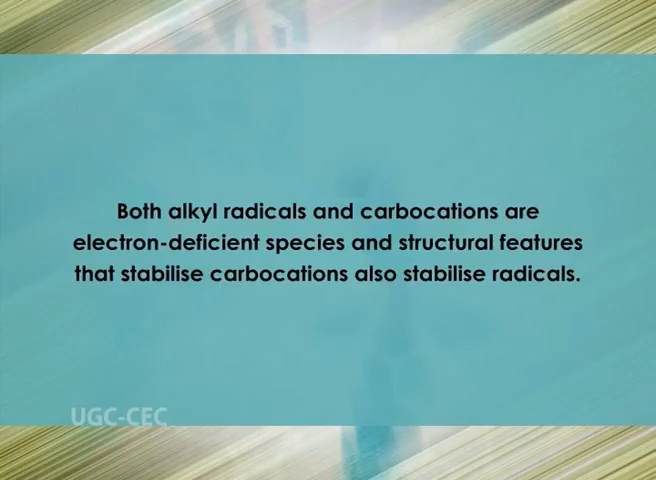 Both alkyl radicals and carbocations are
electron-deficient species and structural features
that stabilise carbocations also stabilise radicals.
UGC-CEC